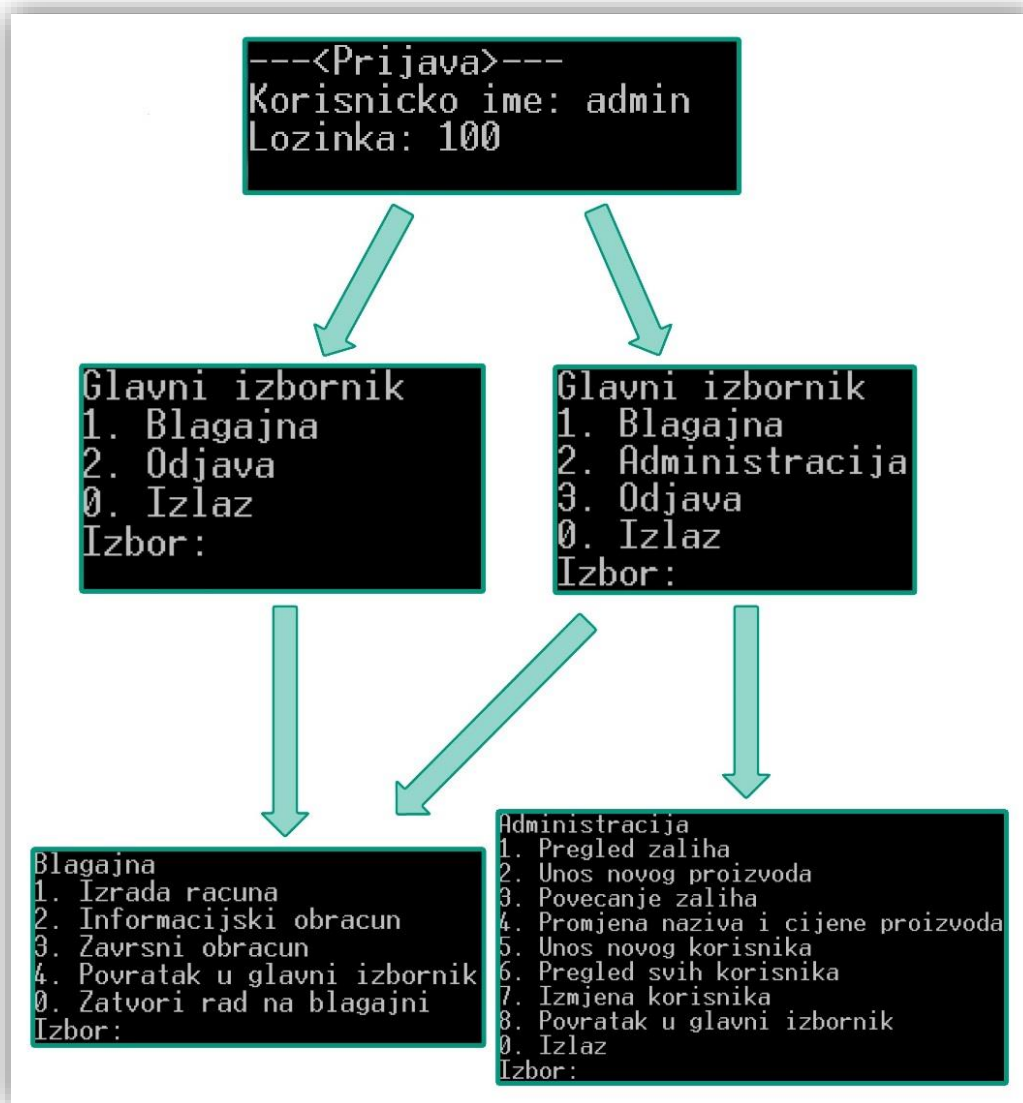 ---<Prijava>---
Korisnicko ime: admin
Lozinka: 100
Glavni izbornik
1. Blagajna
2. Odjava
0. Izlaz
Izbor:
Glavni izbornik
1. Blagajna
2. Administracija
3. Odjava
0. Izlaz
Izbor:
Blagajna
1. Izrada racuna
2. Informacijski obracun
3. Zavrsni obracun
4. Povratak u glavni izbornik
0. Zatvori rad na blagajni
Izbor:
Administracija
1. Pregled zaliha
2. Unos novog proizvoda
3. Povecanje zaliha
4. Promjena naziva i cijene proizvoda
5. Unos novog korisnika
6. Pregled svih korisnika
7. Izmjena korisnika
8. Povratak u glavni izbornik
0. Izlaz
Izbor: